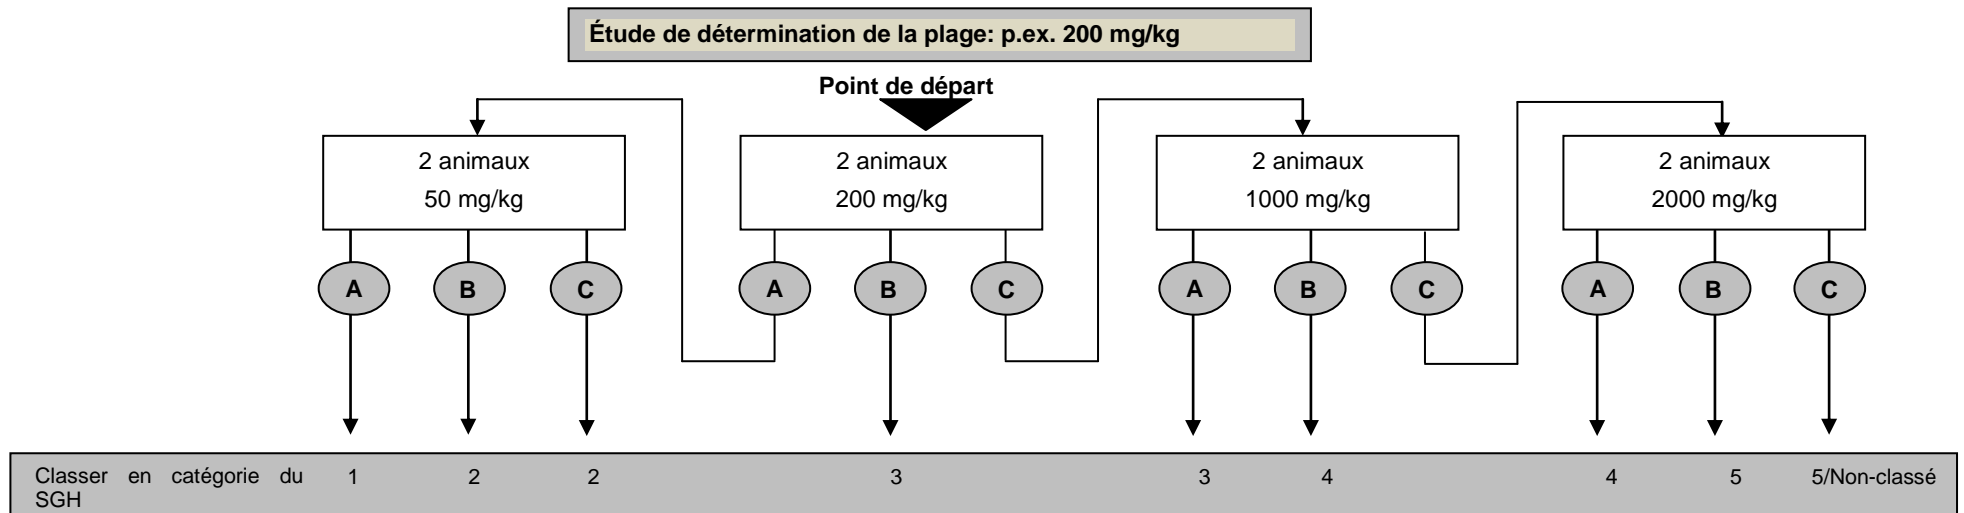 Étude de détermination de la plage: p.ex. 200 mg/kg
Point de départ
2 animaux
50 mg/kg
2 animaux
200 mg/kg
2 animaux
1000 mg/kg
2 animaux
2000 mg/kg
A B C A B C A B C A B C
Classer en catégorie du 1 2 2 3 3 4 4 5 5/Non-classé
SGH